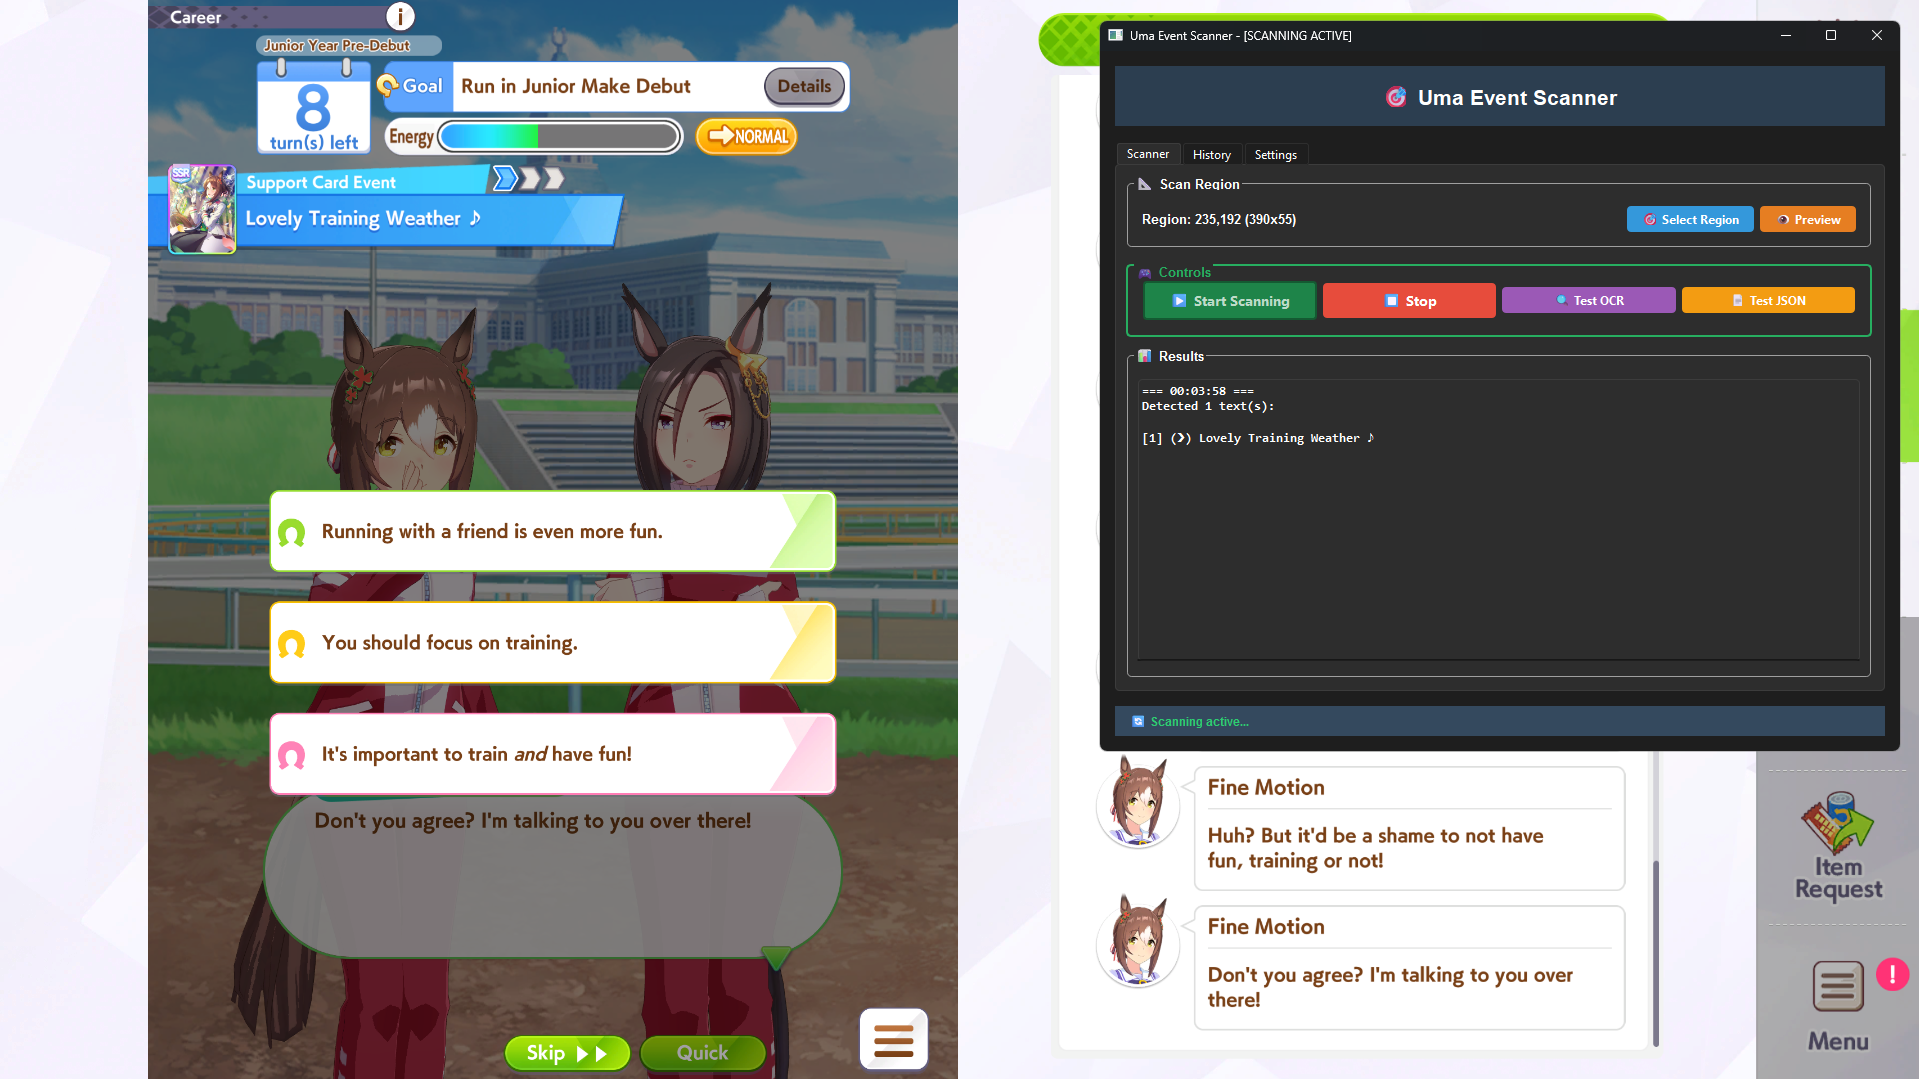 Career
i
Junior Year Pre-Debut
8
turn(s) left
Goal
Run in Junior Make Debut
Details
Energy
NORMAL
SSR
Support Card Event
Lovely Training Weather ♪
Running with a friend is even more fun.
You should focus on training.
It's important to train and have fun!
Don't you agree? I'm talking to you over there!
Skip
Quick
Uma Event Scanner - [SCANNING ACTIVE]
Uma Event Scanner
Scanner
History
Settings
Scan Region
Region: 235,192 (390x55)
Select Region
Preview
Controls
Start Scanning
Stop
Test OCR
Test JSON
Results
=== 00:03:58 ===
Detected 1 text(s):
[1] (❯) Lovely Training Weather ♪
Scanning active...
Fine Motion
Huh? But it'd be a shame to not have
fun, training or not!
Fine Motion
Don't you agree? I'm talking to you over
there!
Item
Request
!
Menu